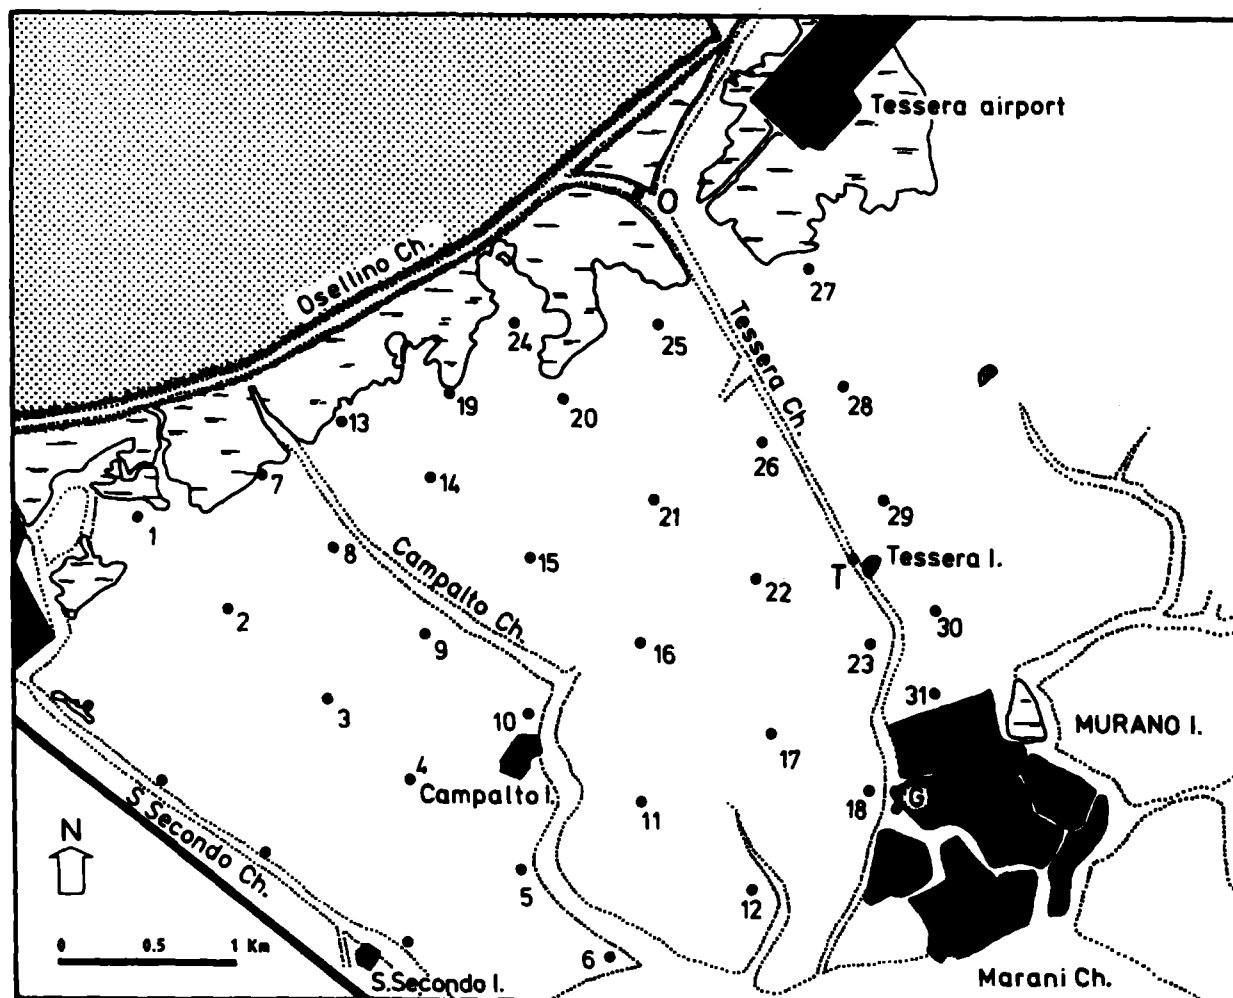 Tessera airport
O
Osellino Ch.
27
24
25
Tessera Ch.
19
20
28
13
26
14
7
21
29
1
8
Campalto Ch.
15
Tessera I.
T
22
2
30
9
16
23
31
3
10
MURANO I.
17
4
Campalto I.
18
G
11
S. Secondo Ch.
N
5
12
0 0.5 1 Km
6
S. Secondo I.
Marani Ch.